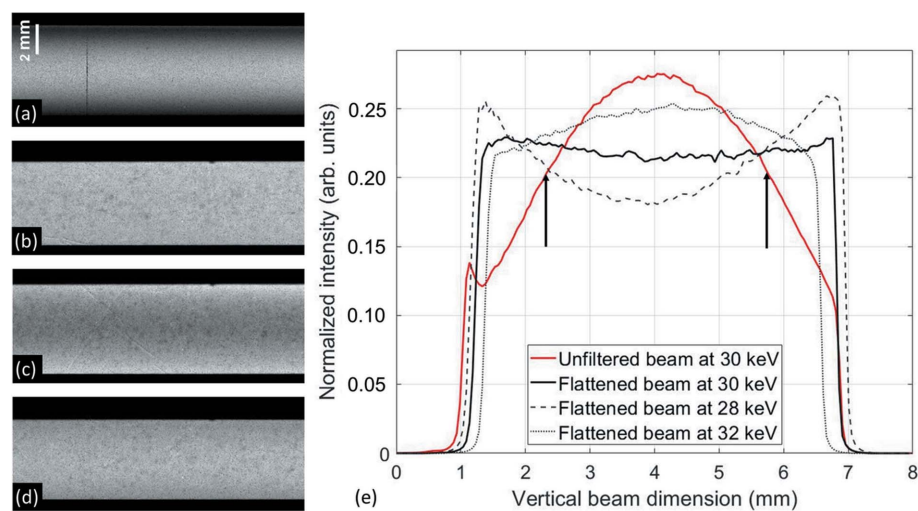 2 mm
(a)
(b)
(c)
(d)
Normalized intensity (arb. units)
0.25
0.20
0.15
0.10
0.05
0
Unfiltered beam at 30 keV
Flattened beam at 30 keV
Flattened beam at 28 keV
Flattened beam at 32 keV
0 1 2 3 4 5 6 7 8
(e) Vertical beam dimension (mm)